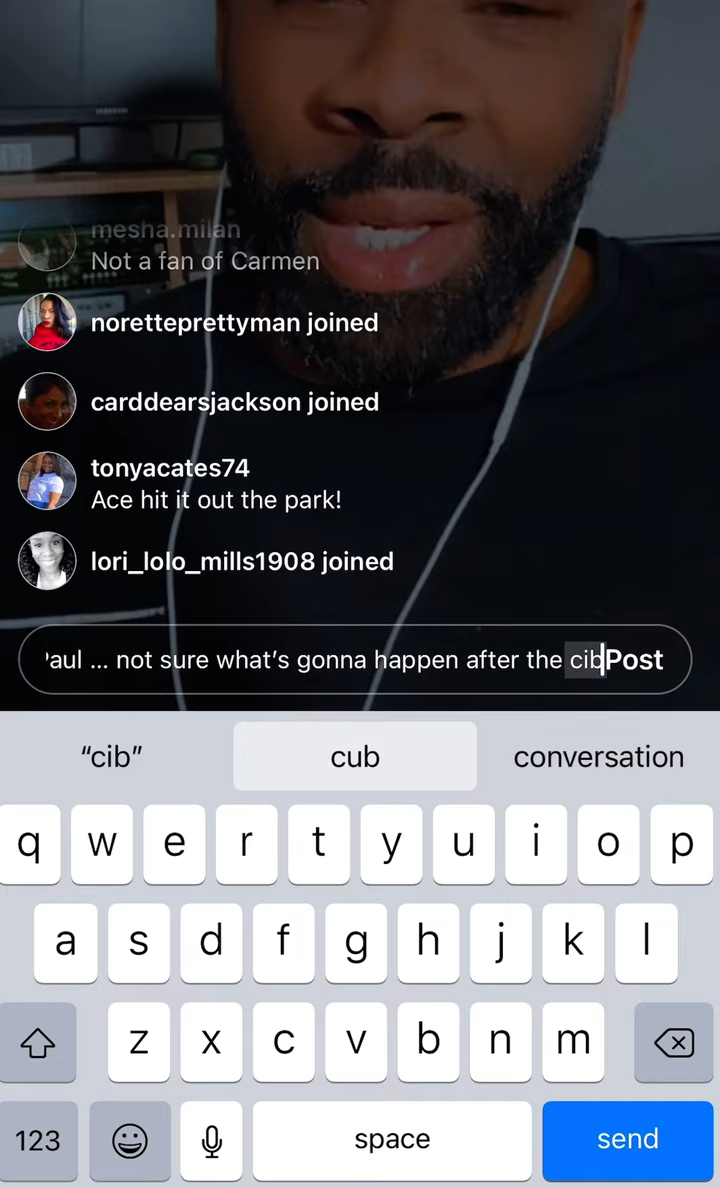 mesha.milan
Not a fan of Carmen
noretteprettyman joined
carddearsjackson joined
tonyacates74
Ace hit it out the park!
lori_lolo_mills1908 joined
aul ... not sure what's gonna happen after the cib Post
“cib” cub conversation
q w e r t y u i o p
a s d f g h j k l
z x c v b n m
123 space send